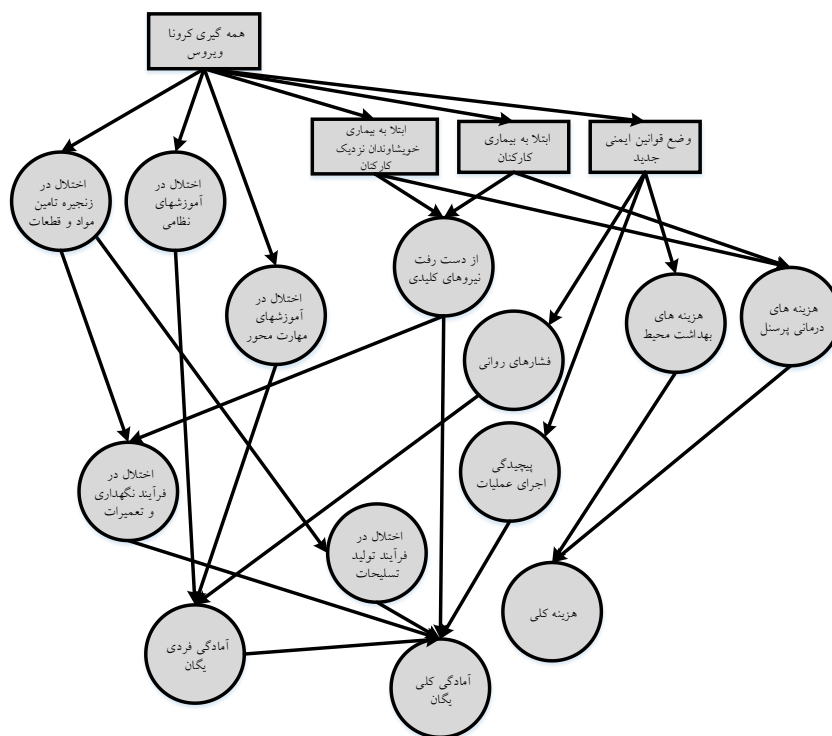 همه گیری کرونا
ویروس
ابتلا به بیماری
خویشاوندان نزدیک
کارکنان
ابتلا به بیماری
کارکنان
وضع قوانین ایمنی
جدید
اختلال در
زنجیره تامین
مواد و قطعات
اختلال در
آموزشهای
نظامی
از دست رفت
نیروهای کلیدی
اختلال در
آموزشهای
مهارت محور
هزینه های
بهداشت محیط
هزینه های
درمانی پرسنل
فشارهای روانی
اختلال در
فرآیند نگهداری
و تعمیرات
پیچیدگی
اجرای عملیات
اختلال در
فرآیند تولید
تسلیحات
هزینه کلی
آمادگی فردی
یگان
آمادگی کلی
یگان